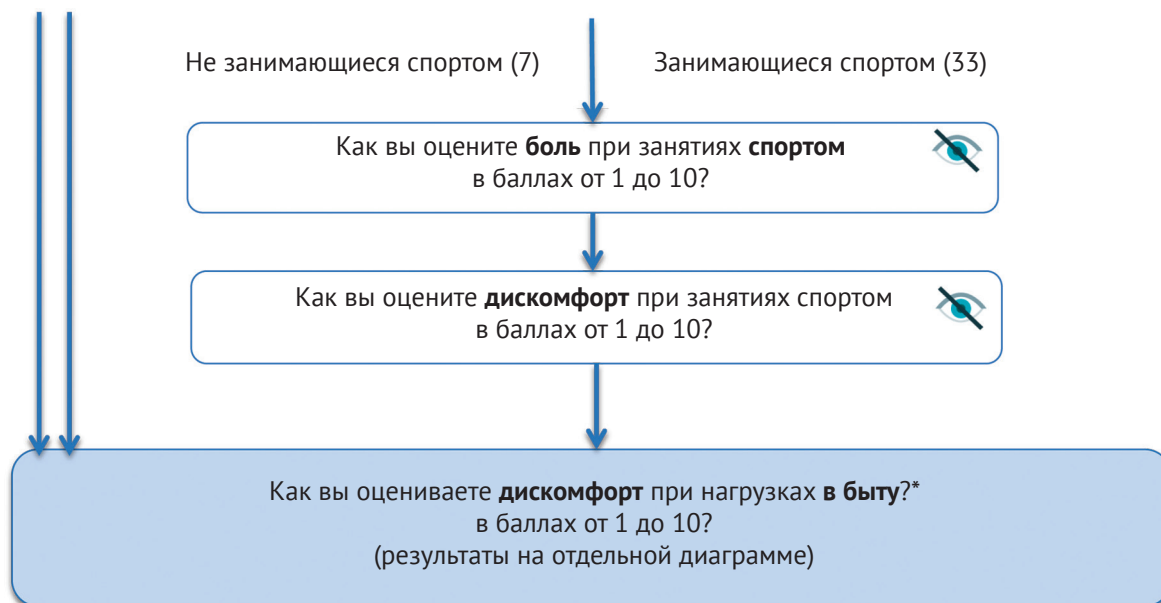 Не занимающиеся спортом (7)
Занимающиеся спортом (33)
Как вы оцените боль при занятиях спортом
в баллах от 1 до 10?
Как вы оцените дискомфорт при занятиях спортом
в баллах от 1 до 10?
Как вы оцениваете дискомфорт при нагрузках в быту?*
в баллах от 1 до 10?
(результаты на отдельной диаграмме)